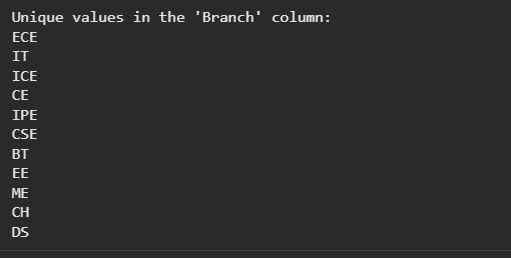 Unique values in the 'Branch' column:
ECE
IT
ICE
CE
IPE
CSE
BT
EE
ME
CH
DS